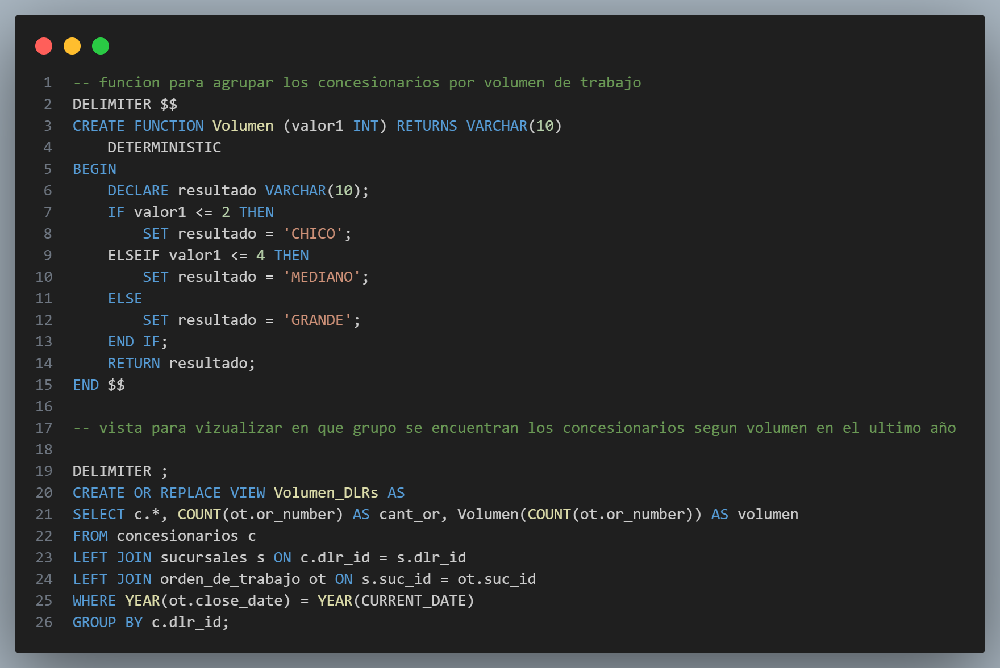 1 -- funcion para agrupar los concesionarios por volumen de trabajo
2 DELIMITER $$
3 CREATE FUNCTION Volumen (valor1 INT) RETURNS VARCHAR(10)
4     DETERMINISTIC
5 BEGIN
6     DECLARE resultado VARCHAR(10);
7     IF valor1 <= 2 THEN
8         SET resultado = 'CHICO';
9     ELSEIF valor1 <= 4 THEN
10         SET resultado = 'MEDIANO';
11     ELSE
12         SET resultado = 'GRANDE';
13     END IF;
14     RETURN resultado;
15 END $$
16
17 -- vista para vizualizar en que grupo se encuentran los concesionarios segun volumen en el ultimo año
18
19 DELIMITER ;
20 CREATE OR REPLACE VIEW Volumen_DLRs AS
21 SELECT c.*, COUNT(ot.or_number) AS cant_or, Volumen(COUNT(ot.or_number)) AS volumen
22 FROM concesionarios c
23 LEFT JOIN sucursales s ON c.dlr_id = s.dlr_id
24 LEFT JOIN orden_de_trabajo ot ON s.suc_id = ot.suc_id
25 WHERE YEAR(ot.close_date) = YEAR(CURRENT_DATE)
26 GROUP BY c.dlr_id;